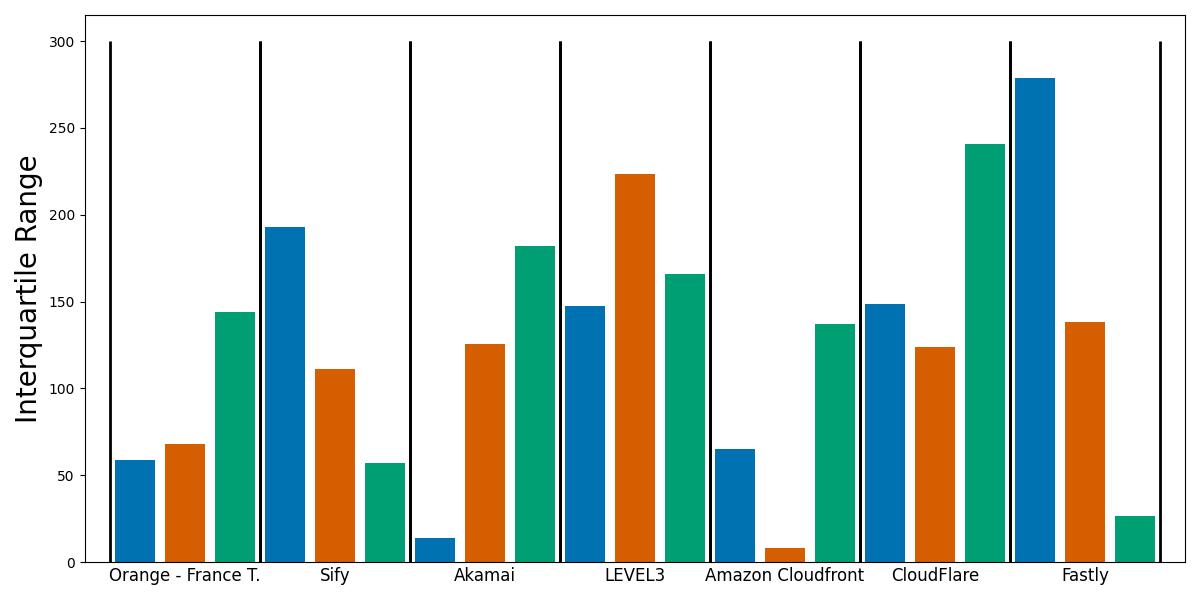 Interquartile Range
300
250
200
150
100
50
0
Orange - France T.
Sify
Akamai
LEVEL3
Amazon Cloudfront
CloudFlare
Fastly